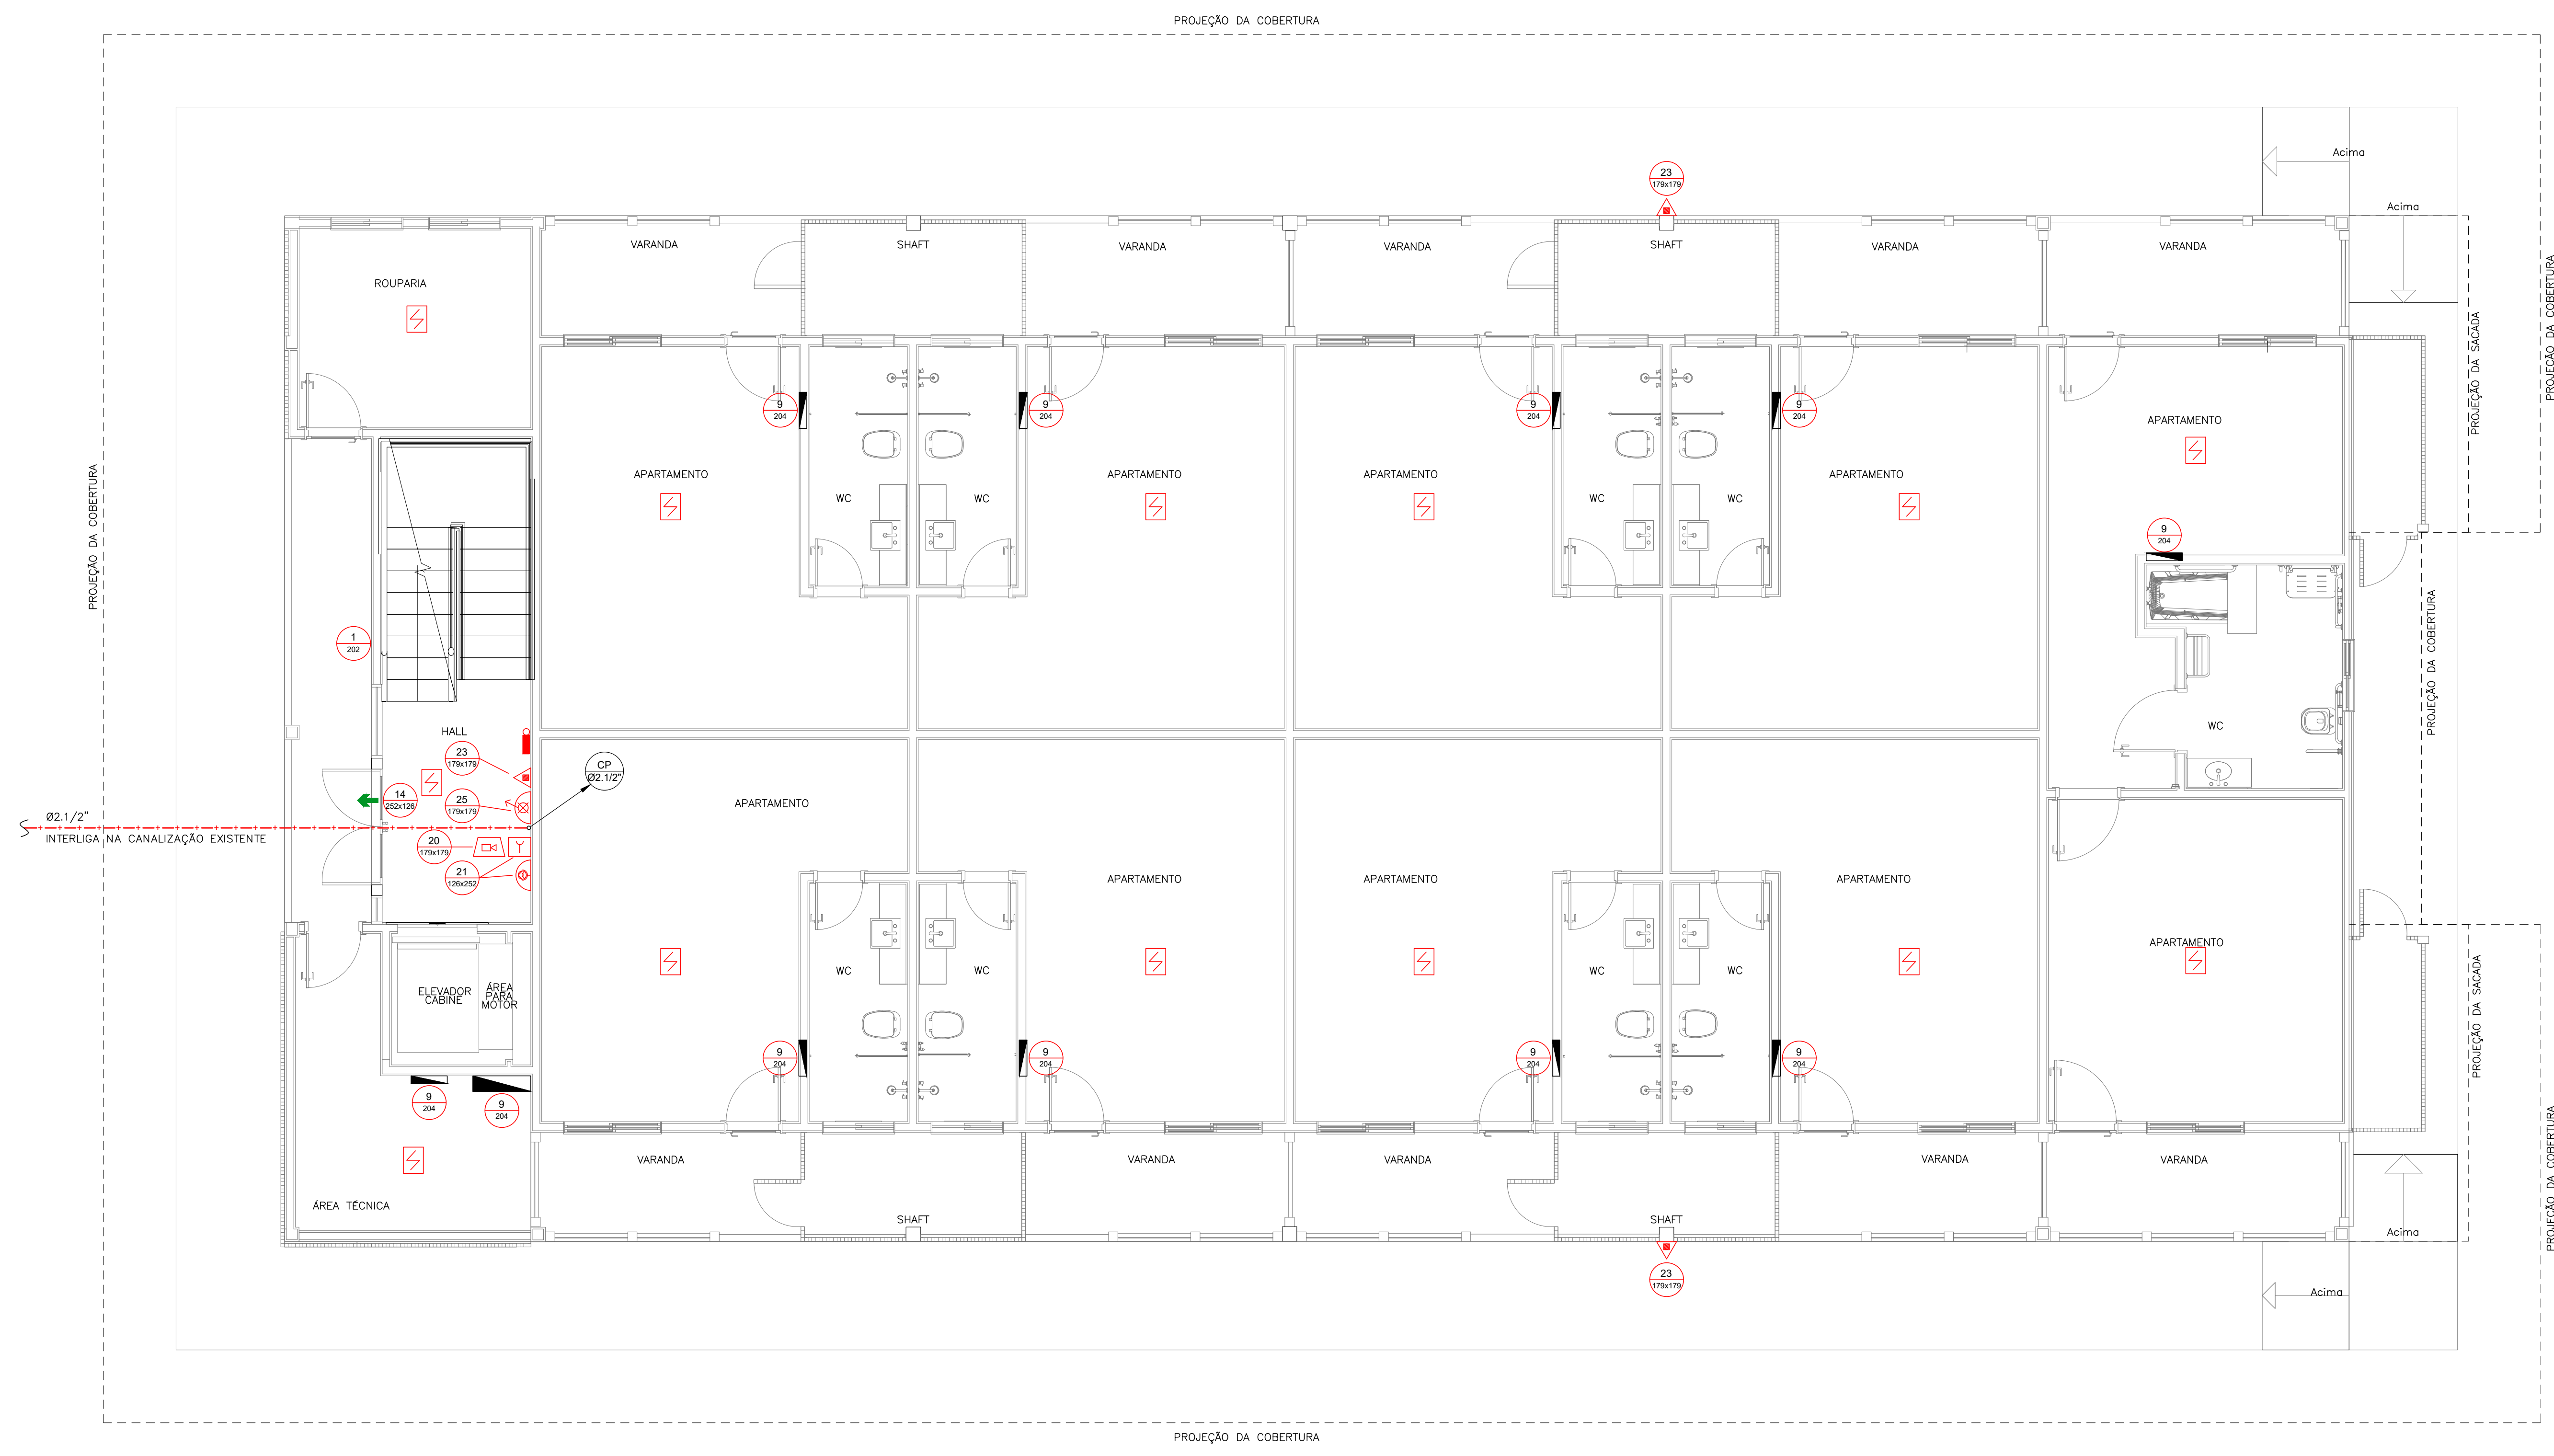 PROJEÇÃO DA COBERTURA
Acima
23
179x179
Acima
VARANDA
SHAFT
VARANDA
VARANDA
SHAFT
VARANDA
VARANDA
ROUPARIA
PROJEÇÃO DA COBERTURA
PROJEÇÃO DA SACADA
9
204
9
204
9
204
9
204
APARTAMENTO
APARTAMENTO
APARTAMENTO
APARTAMENTO
APARTAMENTO
WC
WC
WC
WC
PROJEÇÃO DA COBERTURA
9
204
1
202
PROJEÇÃO DA COBERTURA
HALL
WC
23
179x179
CP
Ø2.1/2"
14
252x126
25
179x179
APARTAMENTO
Ø2.1/2"
INTERLIGA NA CANALIZAÇÃO EXISTENTE
20
179x179
21
126x252
APARTAMENTO
APARTAMENTO
APARTAMENTO
APARTAMENTO
WC
WC
WC
WC
ELEVADOR
CABINE
ÁREA
PARA
MOTOR
PROJEÇÃO DA SACADA
9
204
9
204
9
204
9
204
9
204
9
204
VARANDA
VARANDA
VARANDA
VARANDA
VARANDA
PROJEÇÃO DA COBERTURA
ÁREA TÉCNICA
SHAFT
SHAFT
Acima
23
179x179
Acima
PROJEÇÃO DA COBERTURA